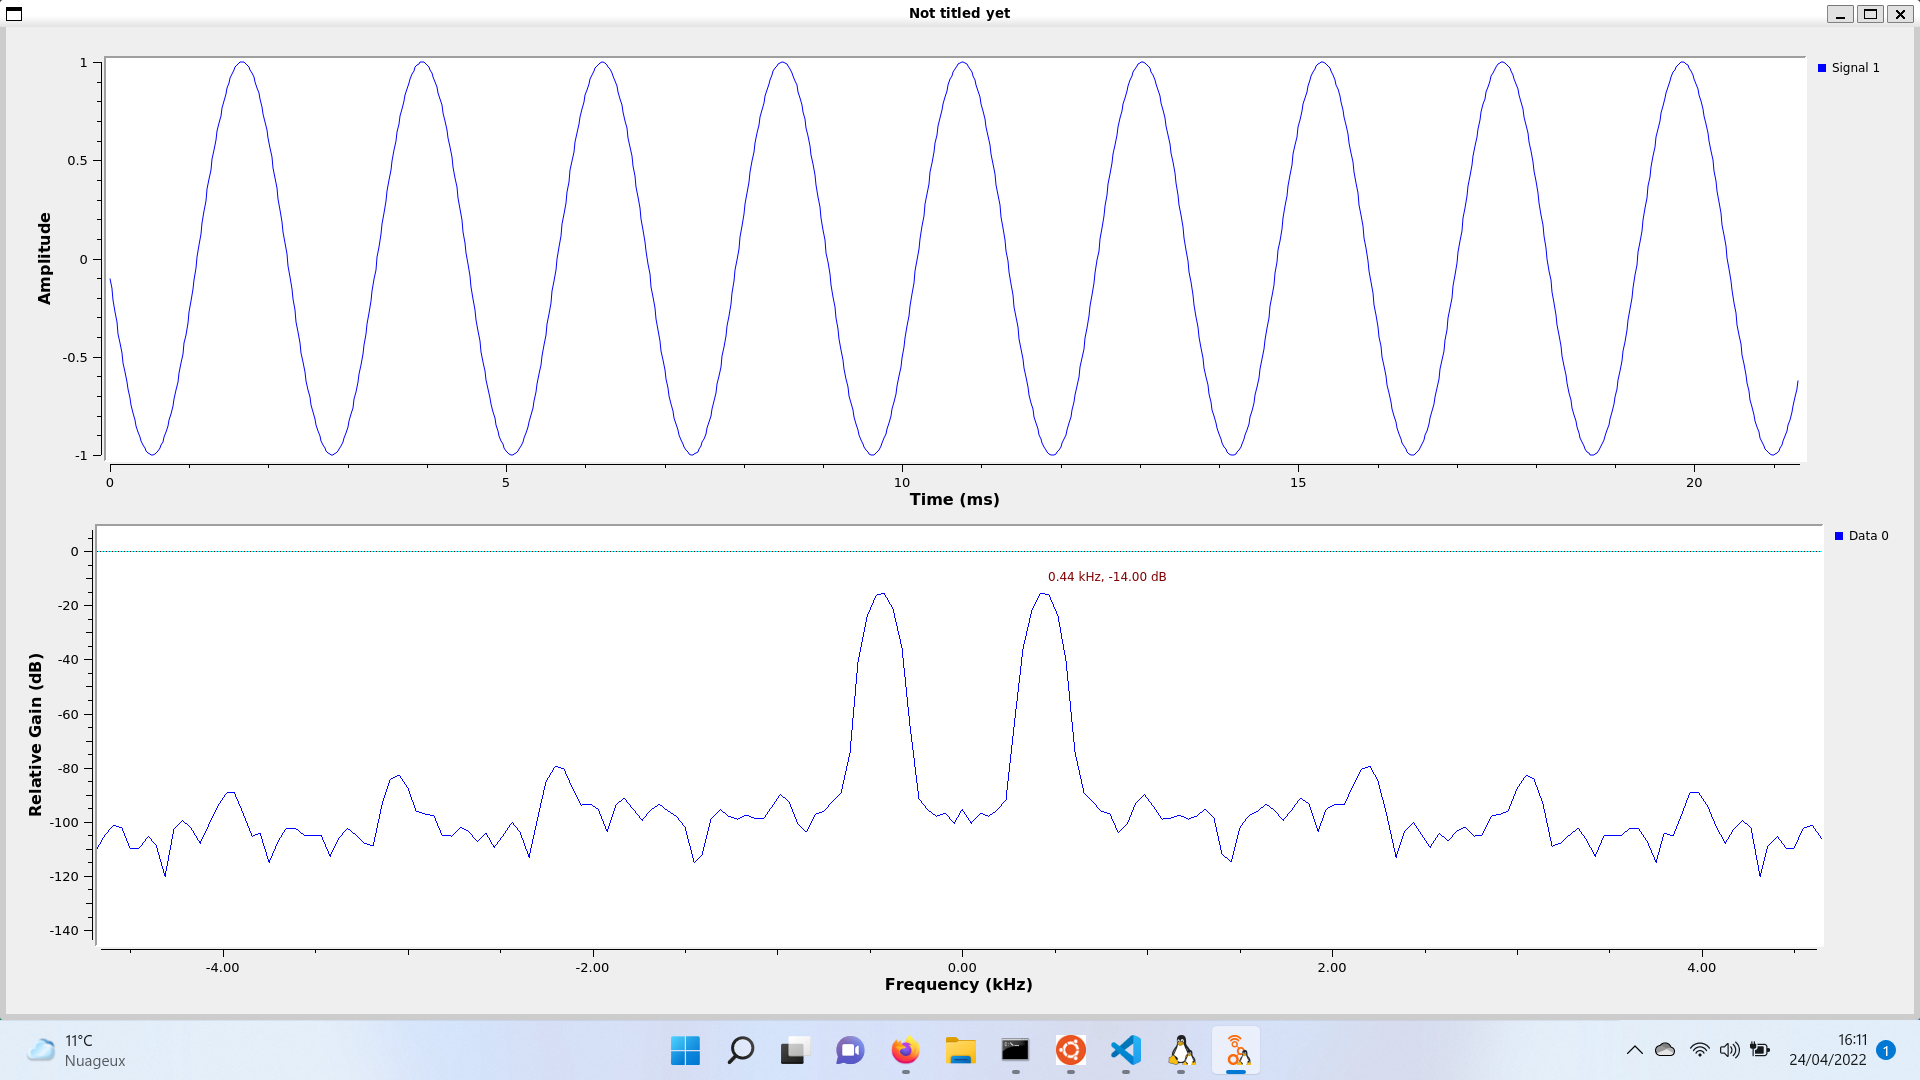 Not titled yet
Signal 1
1
0.5
0
-0.5
-1
Amplitude
0
5
10
15
20
Time (ms)
Data 0
0.44 kHz, -14.00 dB
0
-20
-40
-60
-80
-100
-120
-140
Relative Gain (dB)
-4.00
-2.00
0.00
2.00
4.00
Frequency (kHz)
11°C
Nuageux
16:11
24/04/2022
1